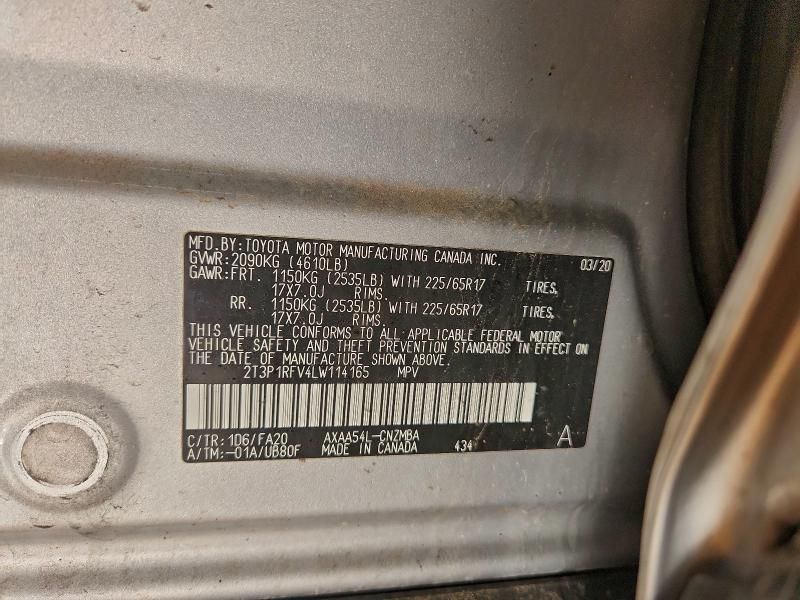 MFD.BY:TOYOTA MOTOR MANUFACTURING CANADA INC. 03/20
GVWR:2090KG (4610LB)
GAWR:FRT. 1150KG (2535LB) WITH 225/65R17 TIRES,
17X7.0J RIMS.
RR. 1150KG (2535LB) WITH 225/65R17 TIRES,
17X7.0J RIMS.
THIS VEHICLE CONFORMS TO ALL APPLICABLE FEDERAL MOTOR
VEHICLE SAFETY AND THEFT PREVENTION STANDARDS IN EFFECT ON
THE DATE OF MANUFACTURE SHOWN ABOVE.
2T3P1RFV4LW114165 MPV
C/TR:1D6/FA20 AXAA54L-CNZMBA A
A/TM:-01A/UB80F MADE IN CANADA 434